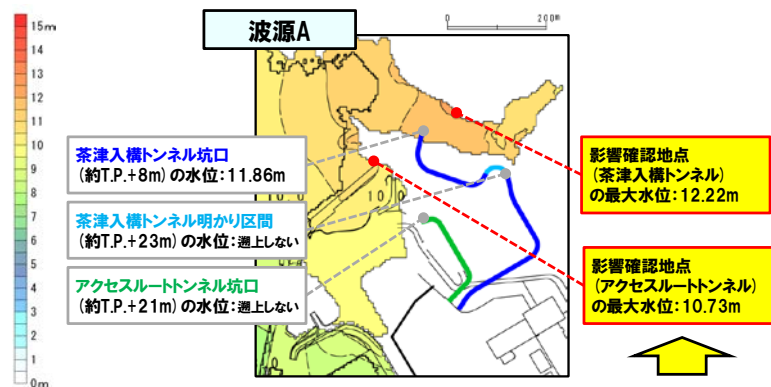 波源A
0
200m
15m
14
13
12
11
10
9
8
7
6
5
4
3
2
1
0m
10.0
10.0
茶津入構トンネル坑口
(約T.P.+8m)の水位:11.86m
茶津入構トンネル明かり区間
(約T.P.+23m)の水位:遡上しない
アクセスルートトンネル坑口
(約T.P.+21m)の水位:遡上しない
影響確認地点
(茶津入構トンネル)
の最大水位:12.22m
影響確認地点
(アクセスルートトンネル)
の最大水位:10.73m